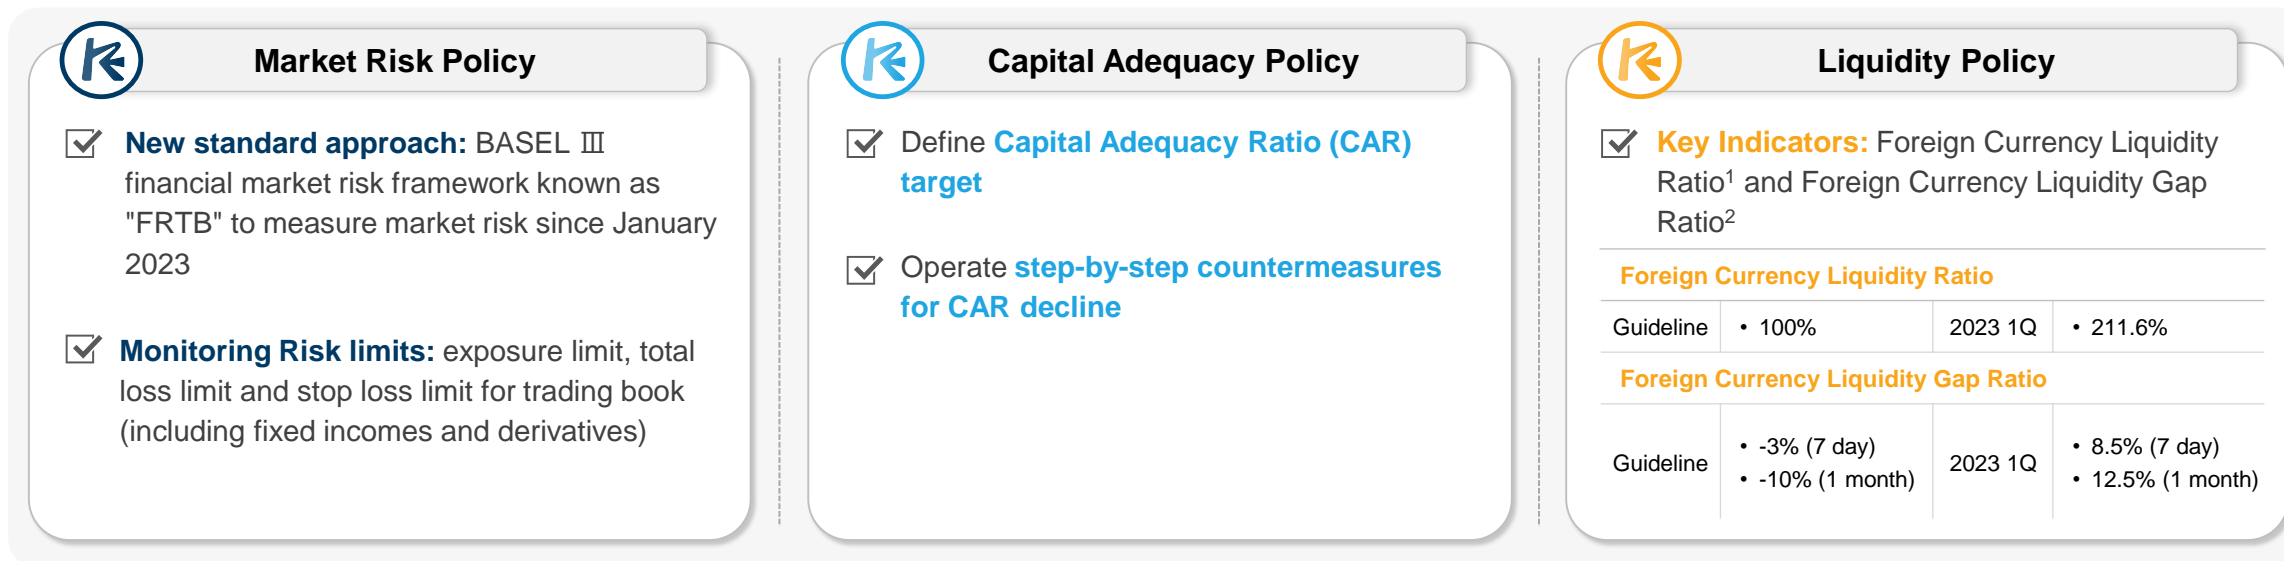 Market Risk Policy
New standard approach: BASEL Ⅲ
financial market risk framework known as
"FRTB" to measure market risk since January
2023
Monitoring Risk limits: exposure limit, total
loss limit and stop loss limit for trading book
(including fixed incomes and derivatives)
Capital Adequacy Policy
Define Capital Adequacy Ratio (CAR)
target
Operate step-by-step countermeasures
for CAR decline
Liquidity Policy
Key Indicators: Foreign Currency Liquidity
Ratio¹ and Foreign Currency Liquidity Gap
Ratio²
Foreign Currency Liquidity Ratio
Guideline • 100% 2023 1Q • 211.6%
Foreign Currency Liquidity Gap Ratio
Guideline • -3% (7 day) 2023 1Q • 8.5% (7 day)
• -10% (1 month) • 12.5% (1 month)